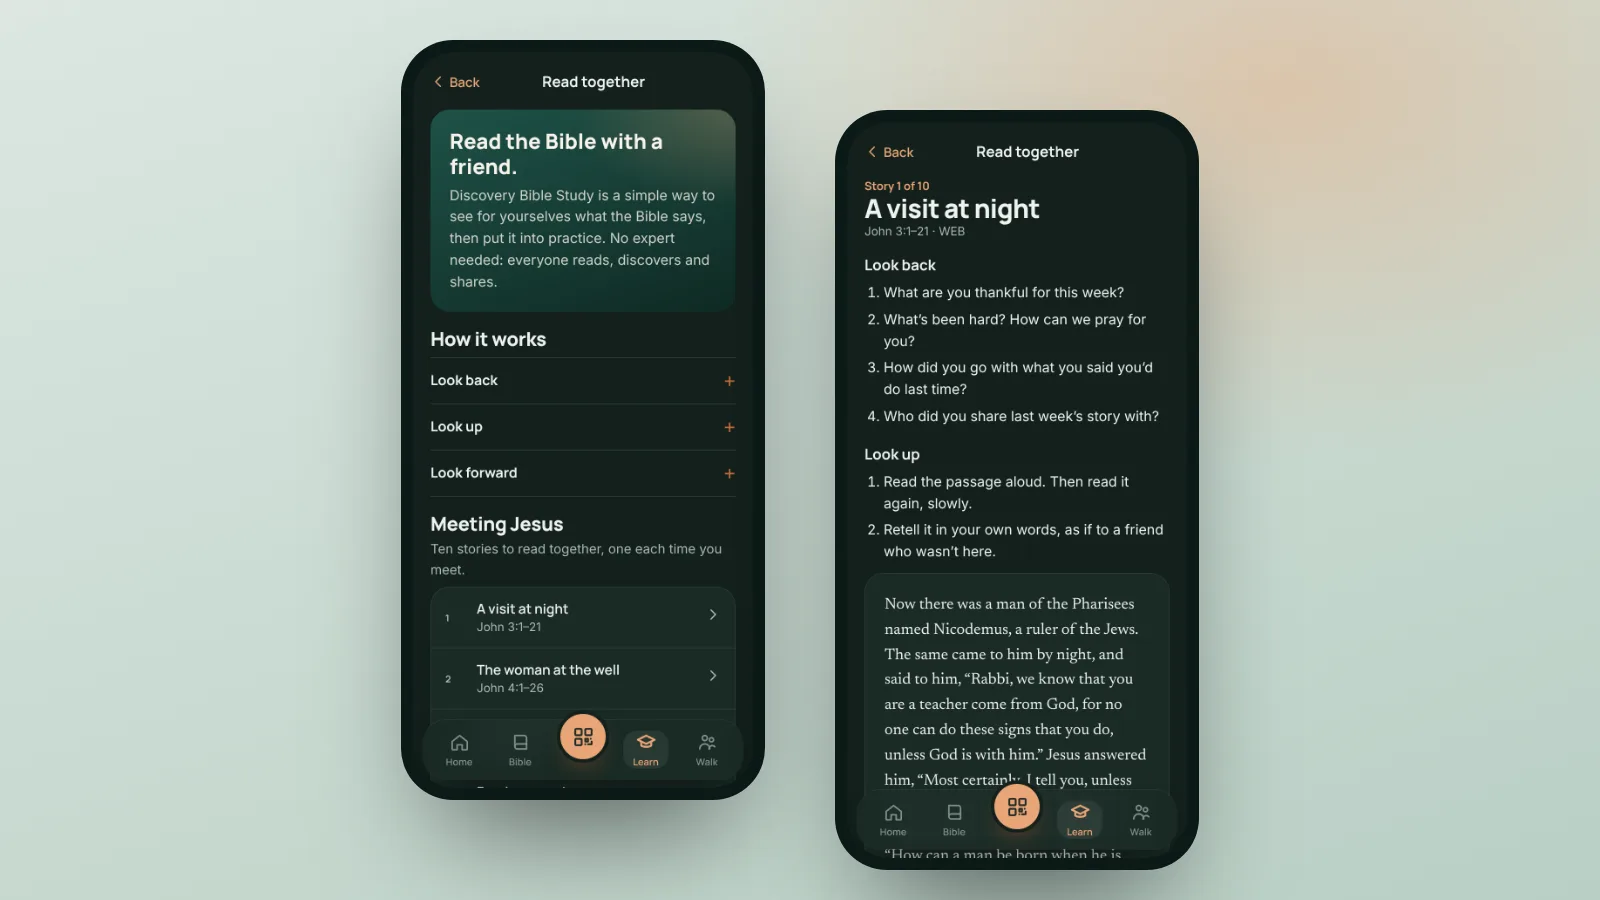 Back
Read together
Read the Bible with a
friend.
Discovery Bible Study is a simple way to
see for yourselves what the Bible says,
then put it into practice. No expert
needed: everyone reads, discovers and
shares.
How it works
Look back +
Look up +
Look forward +
Meeting Jesus
Ten stories to read together, one each time you
meet.
1 A visit at night
John 3:1–21
2 The woman at the well
John 4:1–26
Home Bible Learn Walk
Back
Read together
Story 1 of 10
A visit at night
John 3:1–21 · WEB
Look back
1. What are you thankful for this week?
2. What’s been hard? How can we pray for
you?
3. How did you go with what you said you’d
do last time?
4. Who did you share last week’s story with?
Look up
1. Read the passage aloud. Then read it
again, slowly.
2. Retell it in your own words, as if to a friend
who wasn’t here.
Now there was a man of the Pharisees
named Nicodemus, a ruler of the Jews.
The same came to him by night, and
said to him, “Rabbi, we know that you
are a teacher come from God, for no
one can do these signs that you do,
unless God is with him.” Jesus answered
him, “Most certainly, I tell you, unless
Home Bible Learn Walk
“How can a man be born when he is